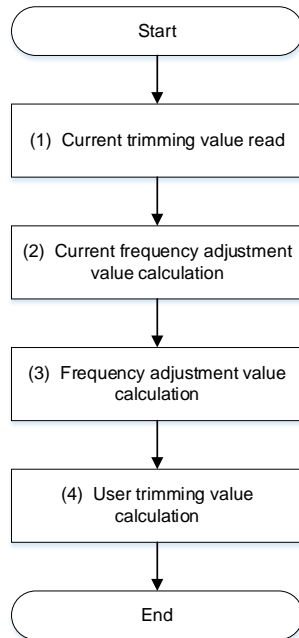 Start
(1) Current trimming value read
(2) Current frequency adjustment
value calculation
(3) Frequency adjustment value
calculation
(4) User trimming value
calculation
End